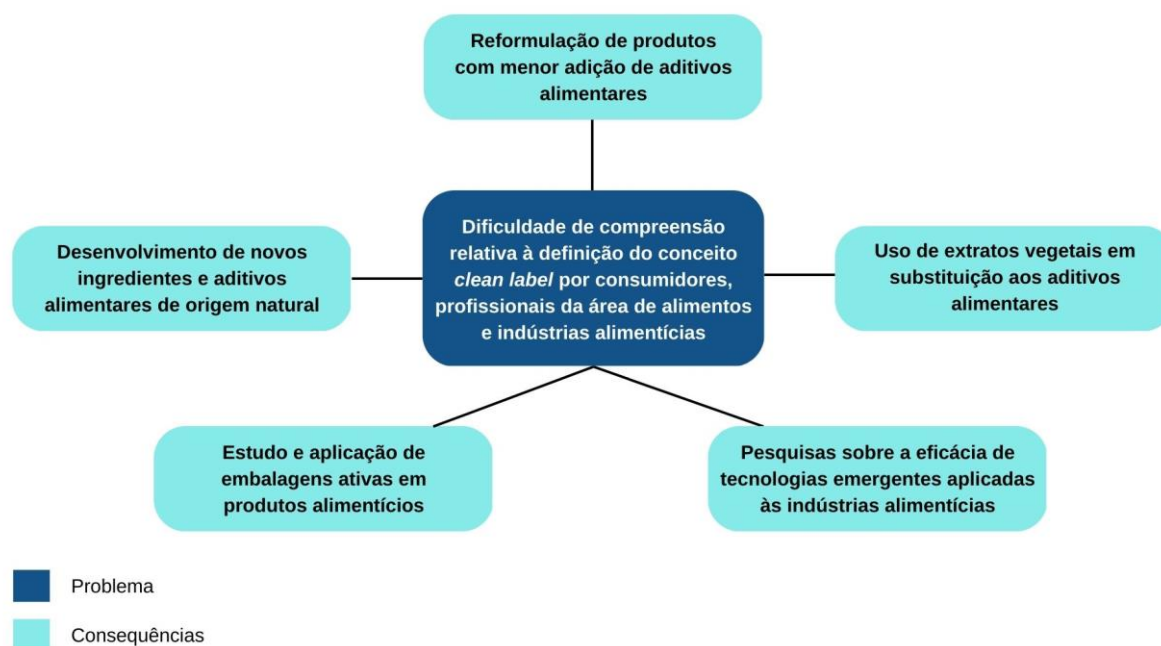 Reformulação de produtos
com menor adição de aditivos
alimentares
Desenvolvimento de novos
ingredientes e aditivos
alimentares de origem natural
Dificuldade de compreensão
relativa à definição do conceito
clean label por consumidores,
profissionais da área de alimentos
e indústrias alimentícias
Uso de extratos vegetais em
substituição aos aditivos
alimentares
Estudo e aplicação de
embalagens ativas em
produtos alimentícios
Pesquisas sobre a eficácia de
tecnologias emergentes aplicadas
às indústrias alimentícias
Problema
Consequências